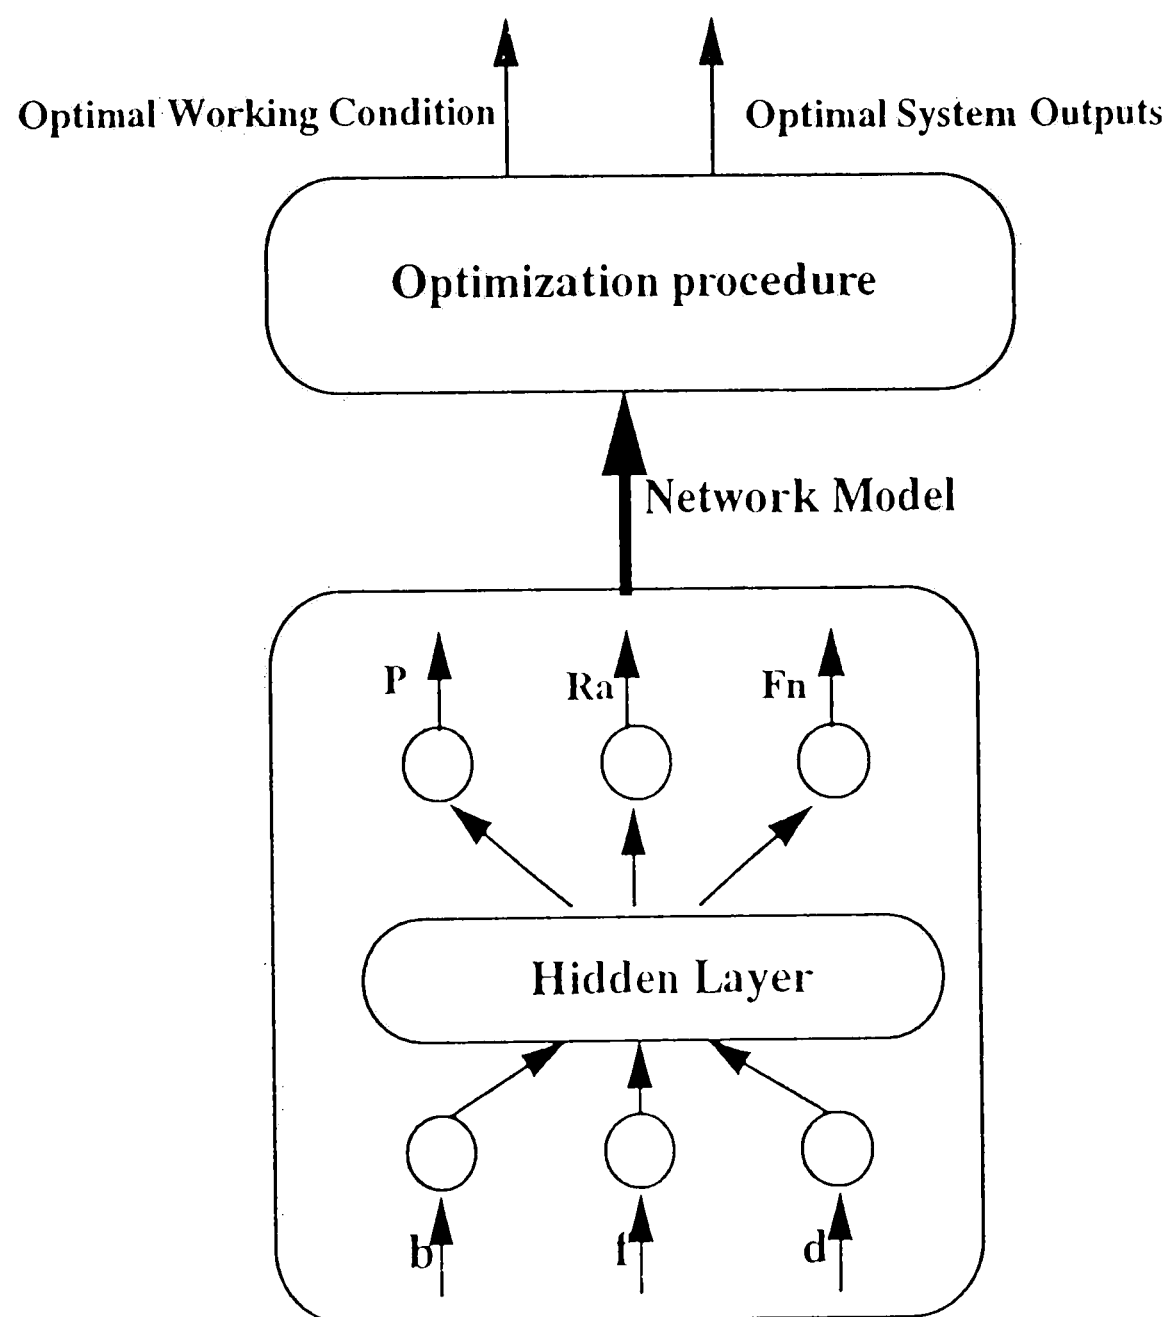 Optimal Working Condition
Optimal System Outputs
Optimization procedure
Network Model
P
Ra
Fn
Hidden Layer
b
f
d